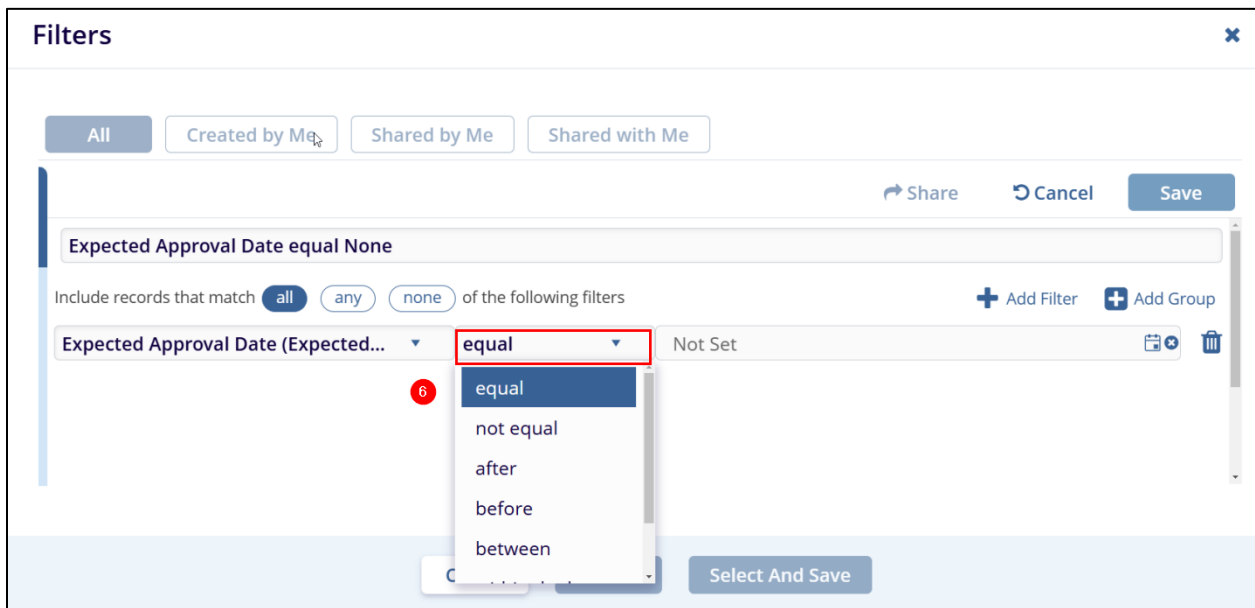 Filters
All Created by Me Shared by Me Shared with Me
Share Cancel Save
Expected Approval Date equal None
Include records that match all any none of the following filters Add Filter Add Group
Expected Approval Date (Expected... equal Not Set
6
equal
not equal
after
before
between
Select And Save